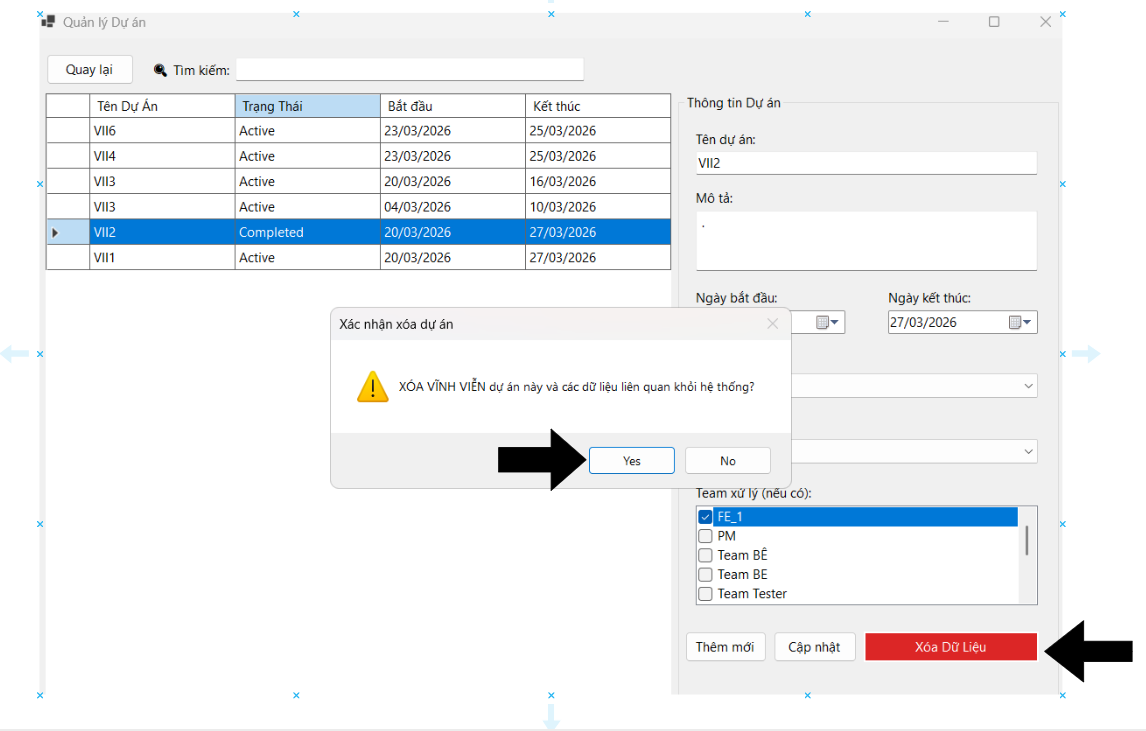 Quản lý Dự án
Quay lại
Tìm kiếm:
Tên Dự Án Trạng Thái Bắt đầu Kết thúc
VII6 Active 23/03/2026 25/03/2026
VII4 Active 23/03/2026 25/03/2026
VII3 Active 20/03/2026 16/03/2026
VII3 Active 04/03/2026 10/03/2026
VII2 Completed 20/03/2026 27/03/2026
VII1 Active 20/03/2026 27/03/2026
Thông tin Dự án
Tên dự án:
VII2
Mô tả:
.
Ngày bắt đầu: Ngày kết thúc:
27/03/2026
Xác nhận xóa dự án
XÓA VĨNH VIỄN dự án này và các dữ liệu liên quan khỏi hệ thống?
Yes No
Team xử lý (nếu có):
FE_1
PM
Team BÊ
Team BE
Team Tester
Thêm mới Cập nhật Xóa Dữ Liệu